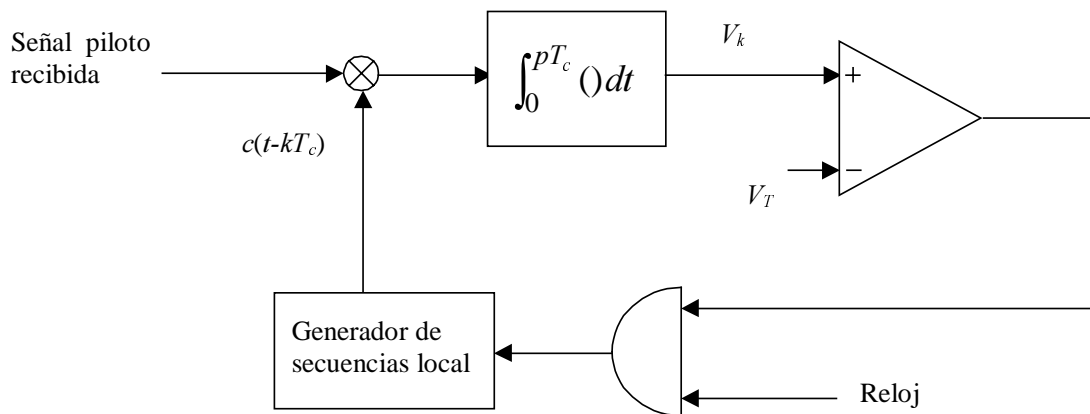 Señal piloto
recibida
c(t-kT_c)
∫_0^{pT_c} () dt
V_k
+
−
V_T
Generador de
secuencias local
Reloj